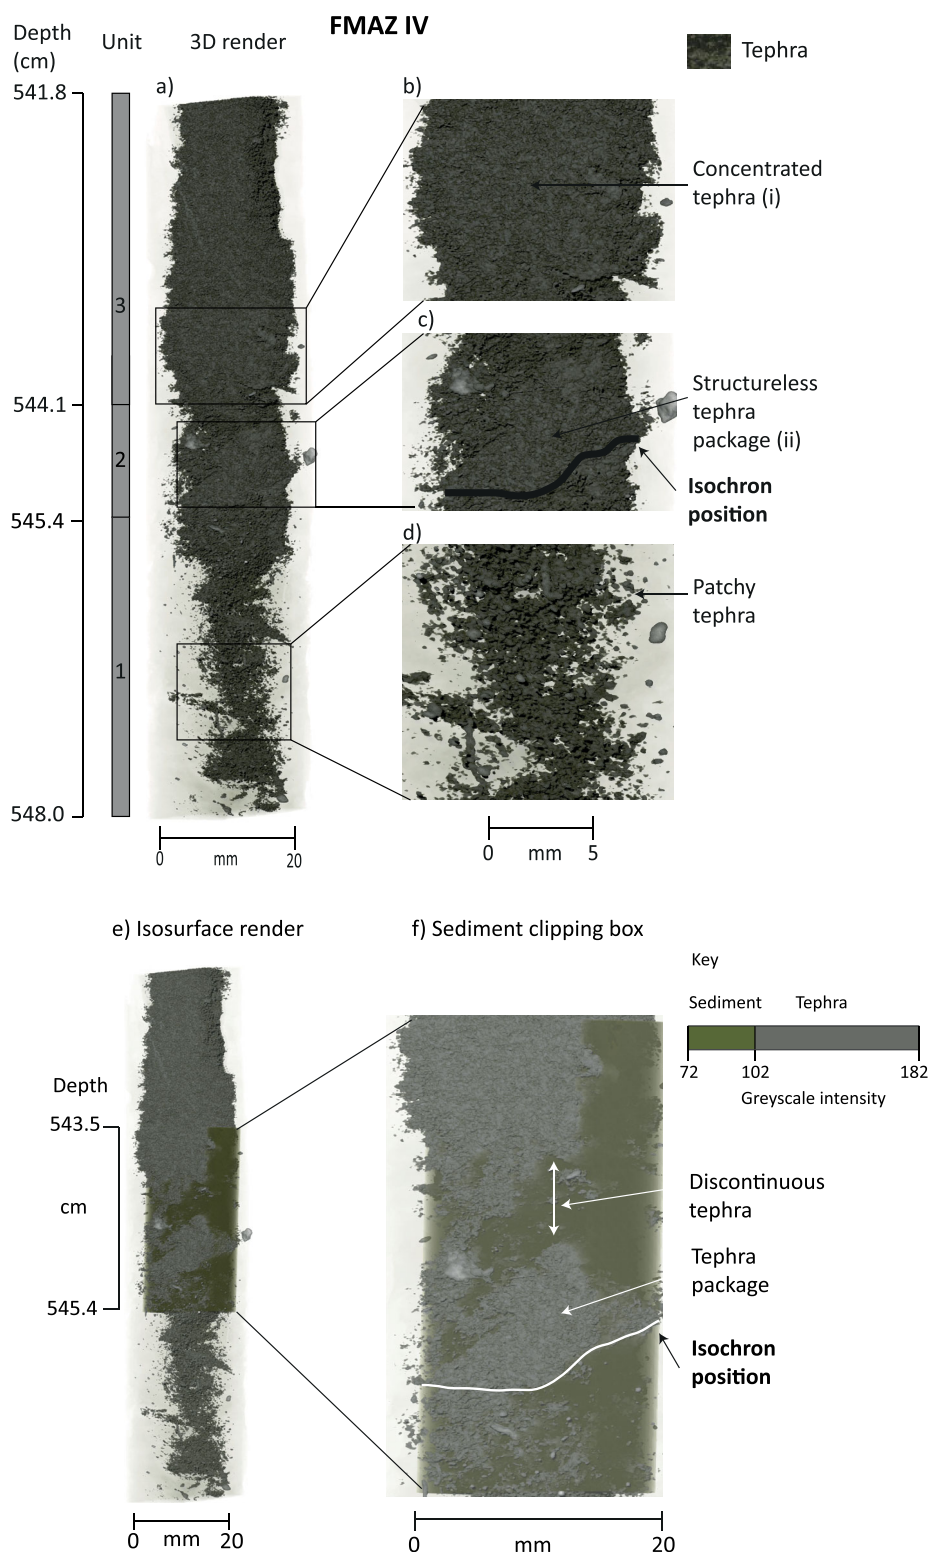 FMAZ IV
Depth
(cm)
Unit
3D render
Tephra
541.8
a)
b)
Concentrated
tephra (i)
3
c)
544.1
Structureless
tephra
package (ii)
2
Isochron
position
545.4
d)
Patchy
tephra
1
548.0
0 mm 20
0 mm 5
e) Isosurface render
f) Sediment clipping box
Key
Sediment Tephra
72 102 182
Greyscale intensity
Depth
543.5
cm
545.4
Discontinuous
tephra
Tephra
package
Isochron
position
0 mm 20
0 mm 20